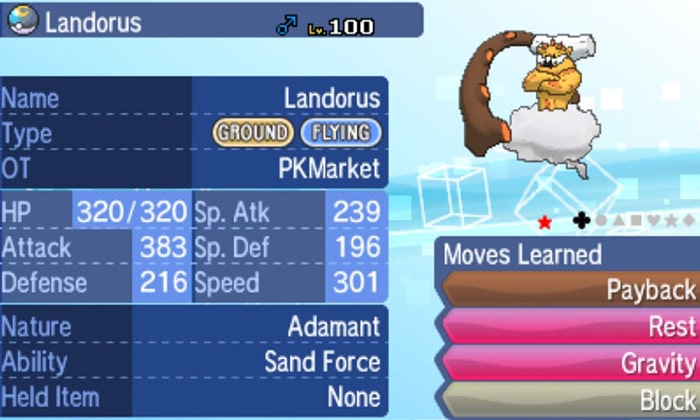 Landorus ♂ Lv.100
Name Landorus
Type GROUND FLYING
OT PKMarket
HP 320/320 Sp. Atk 239
Attack 383 Sp. Def 196
Defense 216 Speed 301
Nature Adamant
Ability Sand Force
Held Item None
Moves Learned
Payback
Rest
Gravity
Block